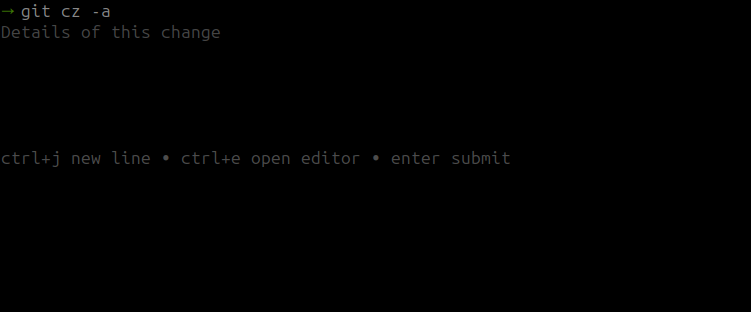 → git cz -a
Details of this change
ctrl+j new line • ctrl+e open editor • enter submit